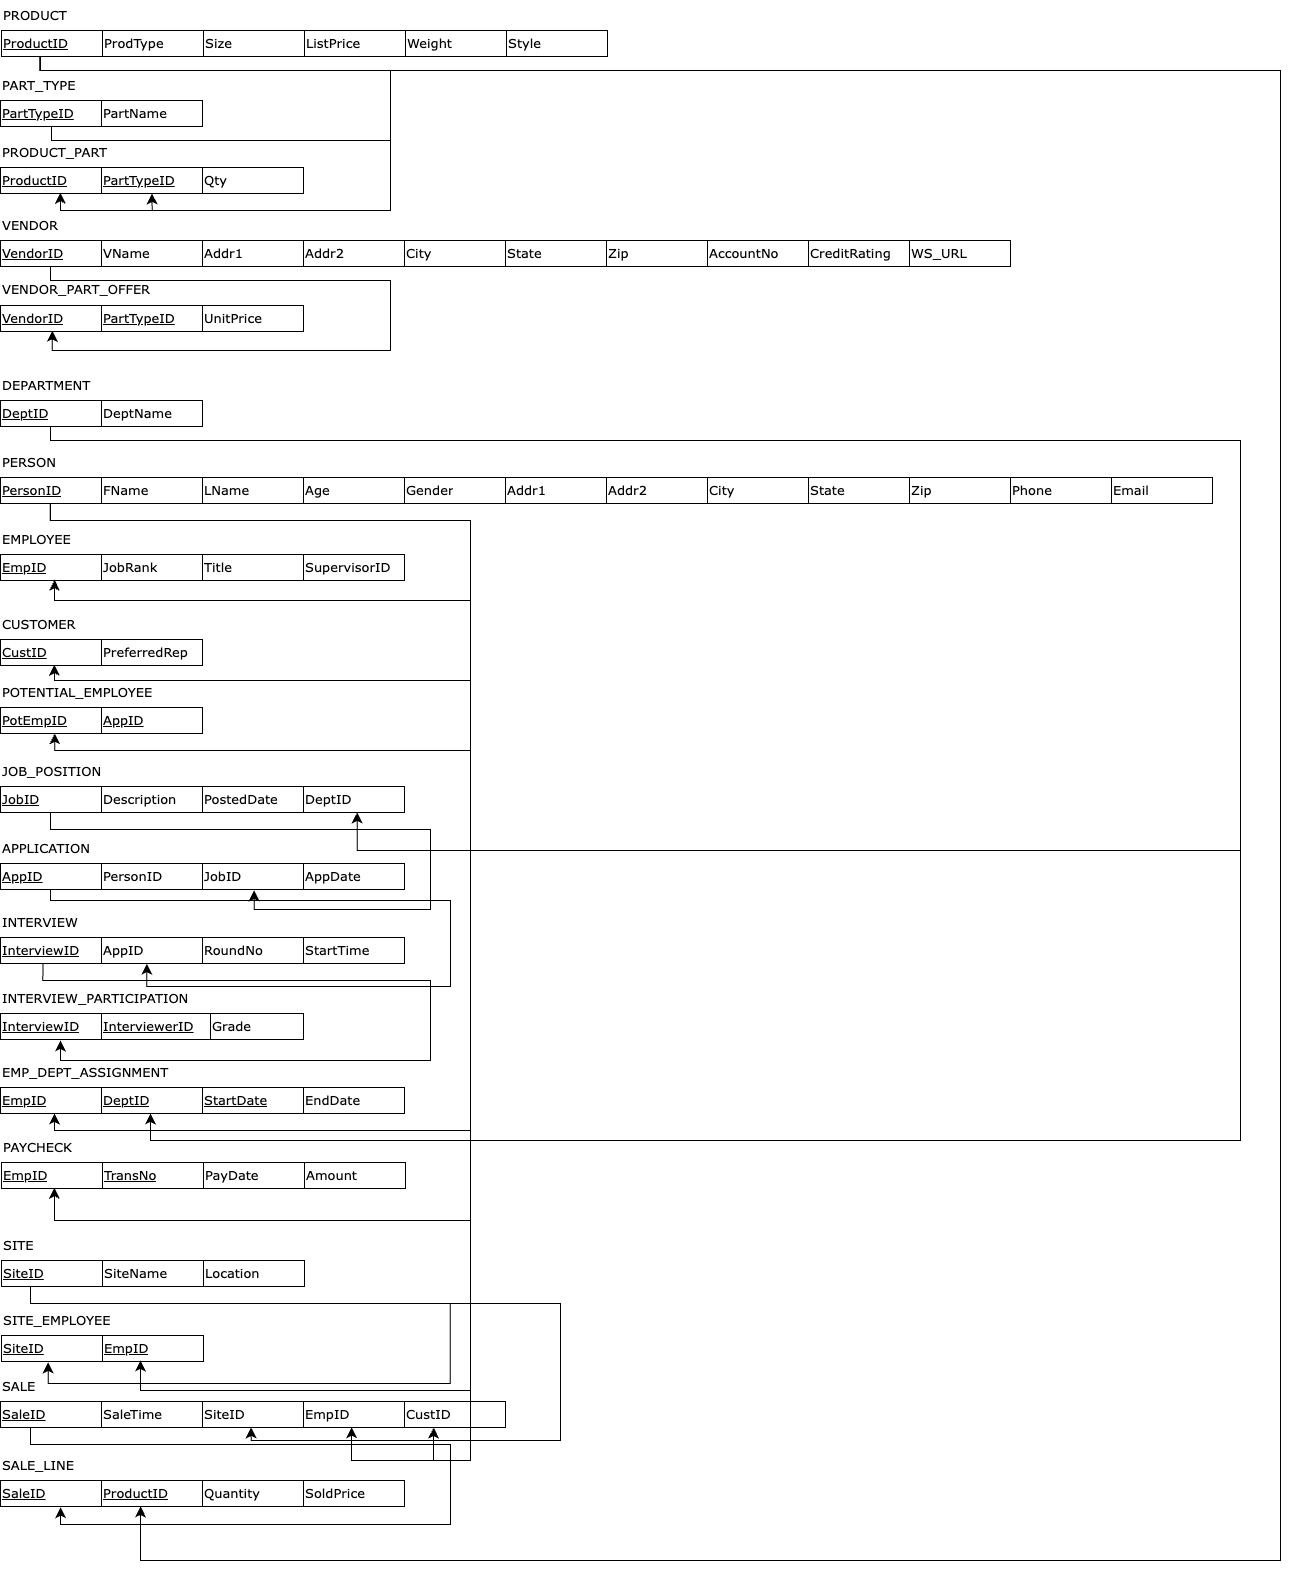 PRODUCT
ProductID ProdType Size ListPrice Weight Style
PART_TYPE
PartTypeID PartName
PRODUCT_PART
ProductID PartTypeID Qty
VENDOR
VendorID VName Addr1 Addr2 City State Zip AccountNo CreditRating WS_URL
VENDOR_PART_OFFER
VendorID PartTypeID UnitPrice
DEPARTMENT
DeptID DeptName
PERSON
PersonID FName LName Age Gender Addr1 Addr2 City State Zip Phone Email
EMPLOYEE
EmpID JobRank Title SupervisorID
CUSTOMER
CustID PreferredRep
POTENTIAL_EMPLOYEE
PotEmpID AppID
JOB_POSITION
JobID Description PostedDate DeptID
APPLICATION
AppID PersonID JobID AppDate
INTERVIEW
InterviewID AppID RoundNo StartTime
INTERVIEW_PARTICIPATION
InterviewID InterviewerID Grade
EMP_DEPT_ASSIGNMENT
EmpID DeptID StartDate EndDate
PAYCHECK
EmpID TransNo PayDate Amount
SITE
SiteID SiteName Location
SITE_EMPLOYEE
SiteID EmpID
SALE
SaleID SaleTime SiteID EmpID CustID
SALE_LINE
SaleID ProductID Quantity SoldPrice